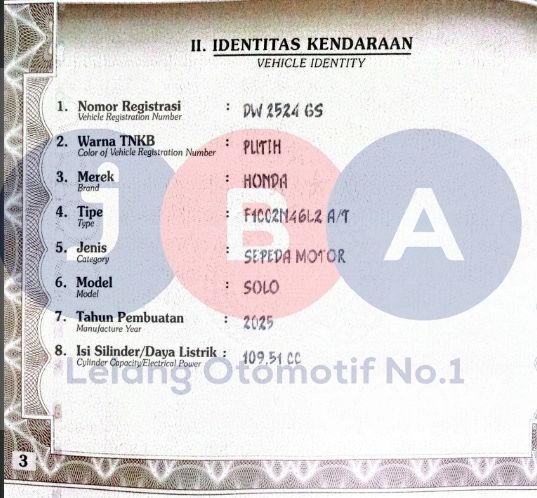 II. IDENTITAS KENDARAAN
VEHICLE IDENTITY
1. Nomor Registrasi : DW 2524 GS
Vehicle Registration Number
2. Warna TNKB : PUTIH
Color of Vehicle Registration Number
3. Merek : HONDA
Brand
4. Tipe : F1C02N46L2 A/T
Type
5. Jenis : SEPEDA MOTOR
Category
6. Model : SOLO
Model
7. Tahun Pembuatan : 2025
Manufacture Year
8. Isi Silinder/Daya Listrik : 109.51 CC
Cylinder Capacity/Electrical Power
JBA
Lelang Otomotif No.1
3